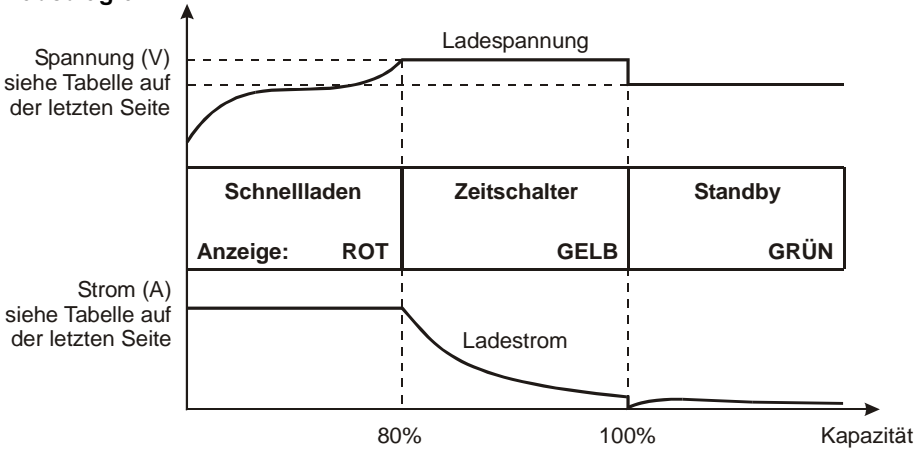 Spannung (V)
siehe Tabelle auf
der letzten Seite
Ladespannung
Schnellladen
Zeitschalter
Standby
Anzeige: ROT
GELB
GRÜN
Strom (A)
siehe Tabelle auf
der letzten Seite
Ladestrom
80%
100%
Kapazität